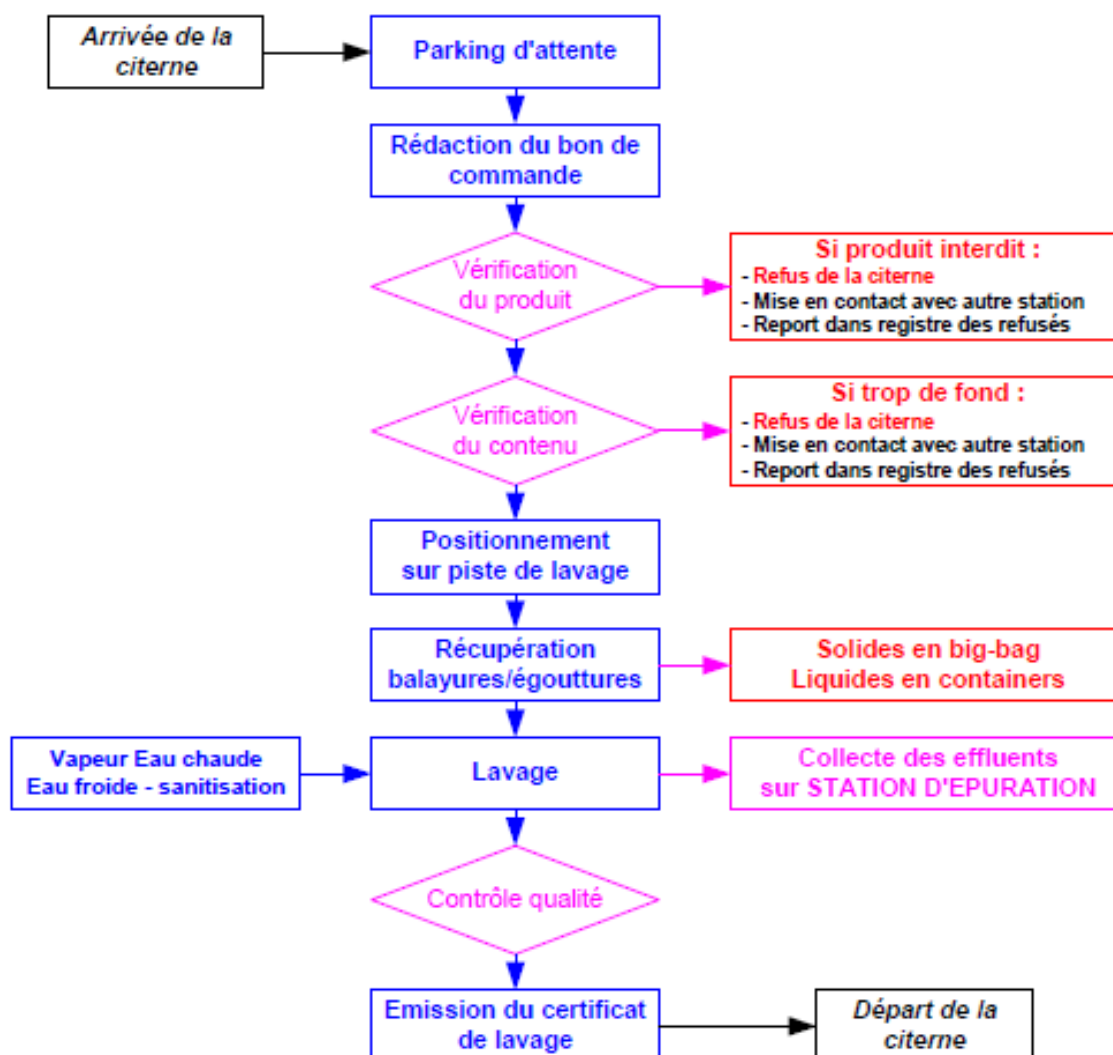 Arrivée de la
citerne
Parking d'attente
Rédaction du bon de
commande
Vérification
du produit
Si produit interdit :
- Refus de la citerne
- Mise en contact avec autre station
- Report dans registre des refusés
Vérification
du contenu
Si trop de fond :
- Refus de la citerne
- Mise en contact avec autre station
- Report dans registre des refusés
Positionnement
sur piste de lavage
Récupération
balayures/égouttures
Solides en big-bag
Liquides en containers
Vapeur Eau chaude
Eau froide - sanitisation
Lavage
Collecte des effluents
sur STATION D'EPURATION
Contrôle qualité
Emission du certificat
de lavage
Départ de la
citerne